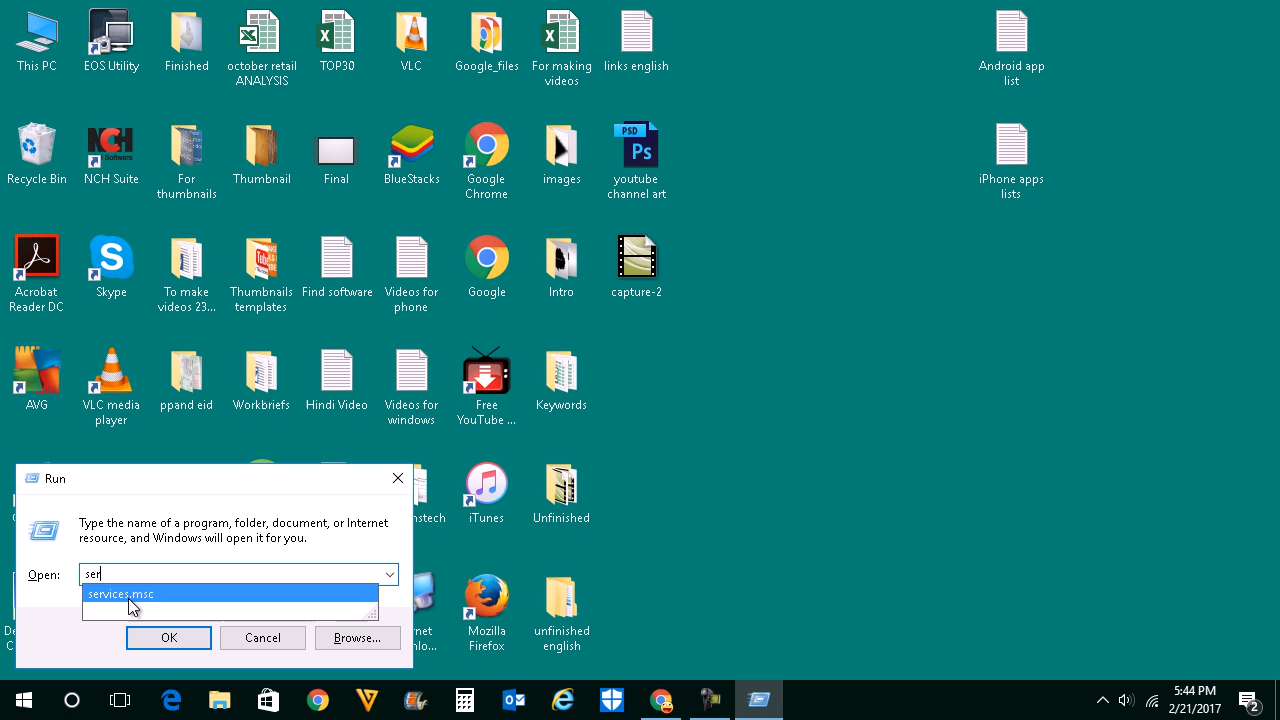 This PC
EOS Utility
Finished
october retail
ANALYSIS
TOP30
VLC
Google_files
For making
videos
links english
Android app
list
Recycle Bin
NCH
Software
NCH Suite
For
thumbnails
Thumbnail
Final
BlueStacks
Google
Chrome
images
PSD
Ps
youtube
channel art
iPhone apps
lists
Acrobat
Reader DC
Skype
To make
videos 23...
Thumbnails
templates
Find software
Videos for
phone
Google
Intro
capture-2
AVG
VLC media
player
ppand eid
Workbriefs
Hindi Video
Videos for
windows
Free
YouTube ...
Keywords
iTunes
Unfinished
Mozilla
Firefox
unfinished
english
Run
Type the name of a program, folder, document, or Internet
resource, and Windows will open it for you.
Open:
ser
services.msc
OK
Cancel
Browse...
5:44 PM
2/21/2017
2